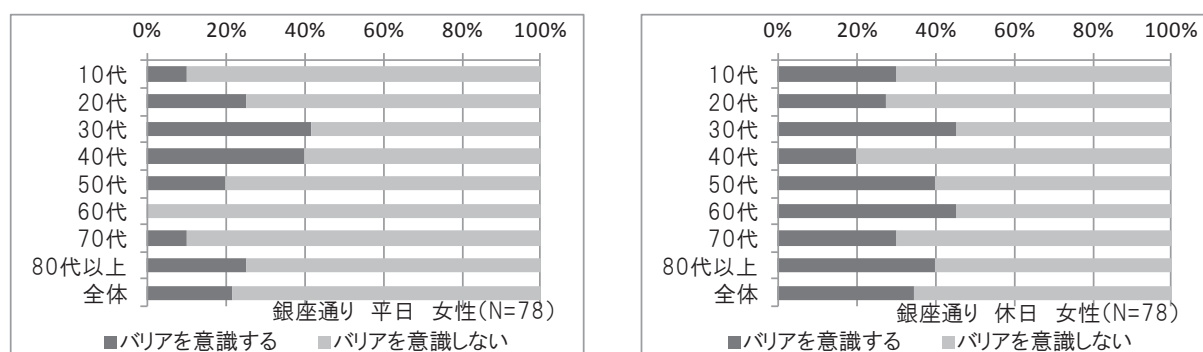 0% 20% 40% 60% 80% 100%
10代
20代
30代
40代
50代
60代
70代
80代以上
全体
銀座通り 平日 女性(N=78)
■バリアを意識する ■バリアを意識しない
0% 20% 40% 60% 80% 100%
10代
20代
30代
40代
50代
60代
70代
80代以上
全体
銀座通り 休日 女性(N=78)
■バリアを意識する ■バリアを意識しない